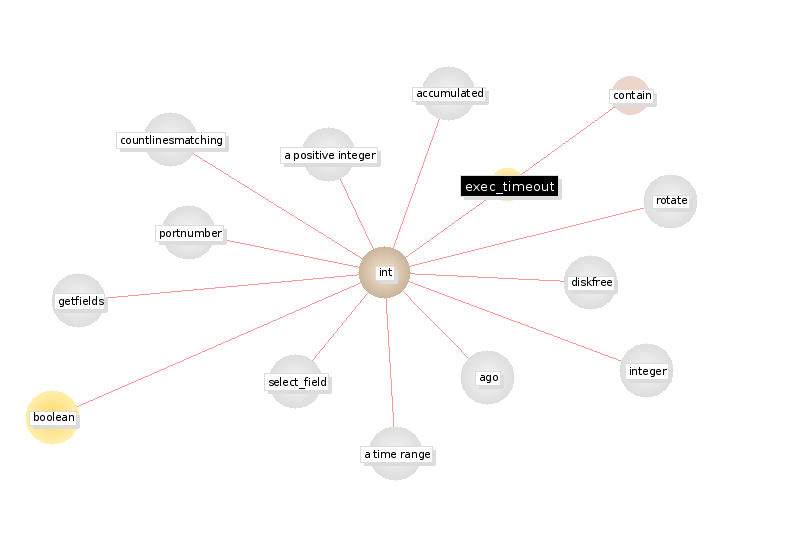 accumulated
contain
countlinesmatching
a positive integer
exec_timeout
rotate
portnumber
int
diskfree
getfields
integer
ago
select_field
boolean
a time range